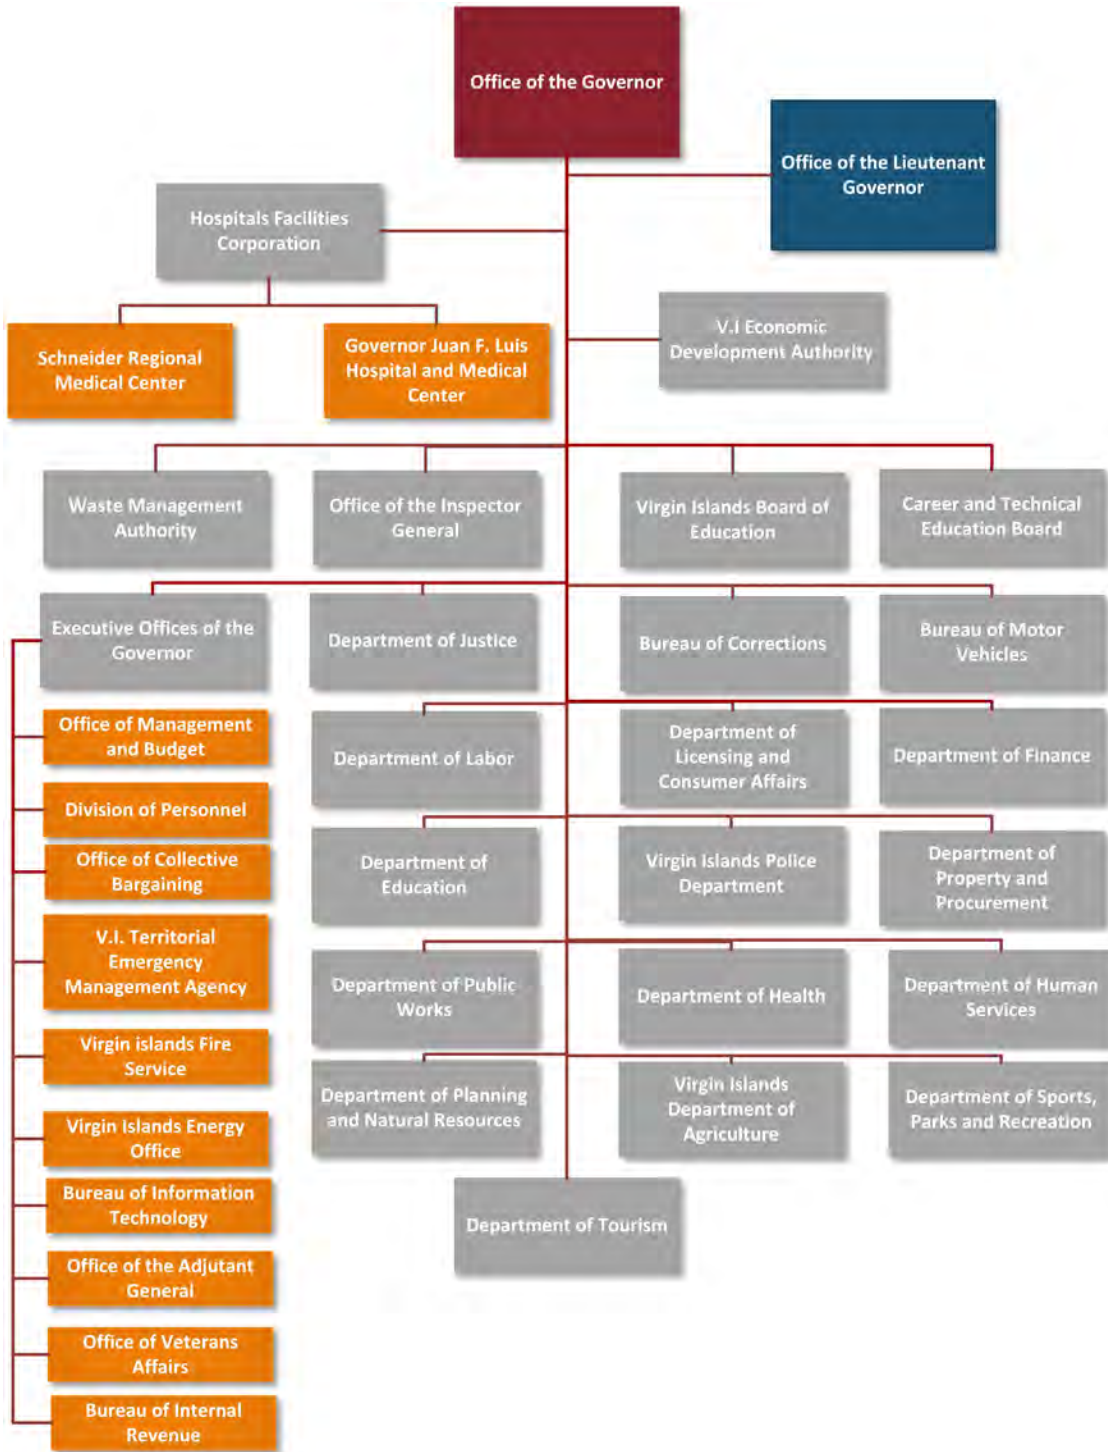 Office of the Governor
Office of the Lieutenant
Governor
Hospitals Facilities
Corporation
V.I Economic
Development Authority
Schneider Regional
Medical Center
Governor Juan F. Luis
Hospital and Medical
Center
Waste Management
Authority
Office of the Inspector
General
Virgin Islands Board of
Education
Career and Technical
Education Board
Executive Offices of the
Governor
Department of Justice
Bureau of Corrections
Bureau of Motor
Vehicles
Office of Management
and Budget
Division of Personnel
Office of Collective
Bargaining
V.I. Territorial
Emergency
Management Agency
Virgin islands Fire
Service
Virgin Islands Energy
Office
Bureau of Information
Technology
Office of the Adjutant
General
Office of Veterans
Affairs
Bureau of Internal
Revenue
Department of Labor
Department of
Licensing and
Consumer Affairs
Department of Finance
Department of
Education
Virgin Islands Police
Department
Department of
Property and
Procurement
Department of Public
Works
Department of Health
Department of Human
Services
Department of Planning
and Natural Resources
Virgin Islands
Department of
Agriculture
Department of Sports,
Parks and Recreation
Department of Tourism